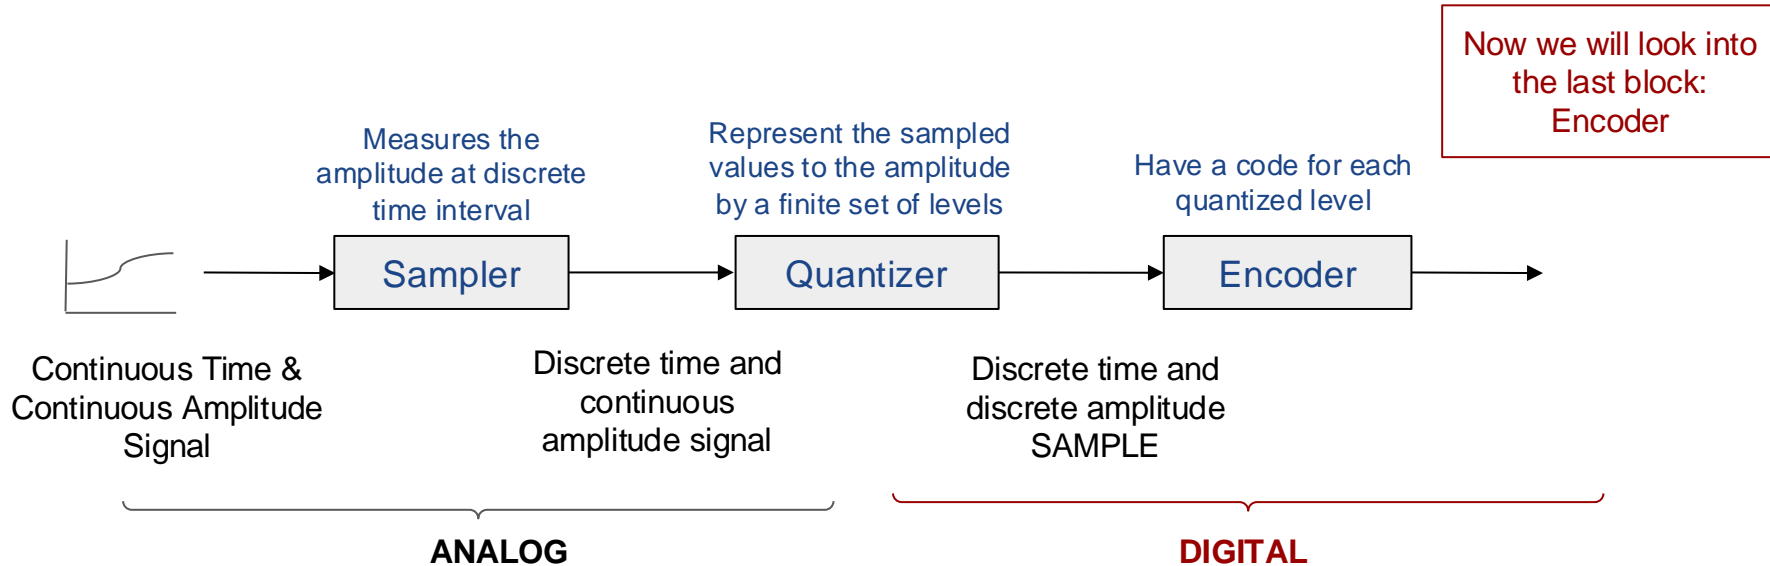 Now we will look into
the last block:
Encoder
Measures the
amplitude at discrete
time interval
Represent the sampled
values to the amplitude
by a finite set of levels
Have a code for each
quantized level
Sampler
Quantizer
Encoder
Continuous Time &
Continuous Amplitude
Signal
Discrete time and
continuous
amplitude signal
Discrete time and
discrete amplitude
SAMPLE
ANALOG
DIGITAL